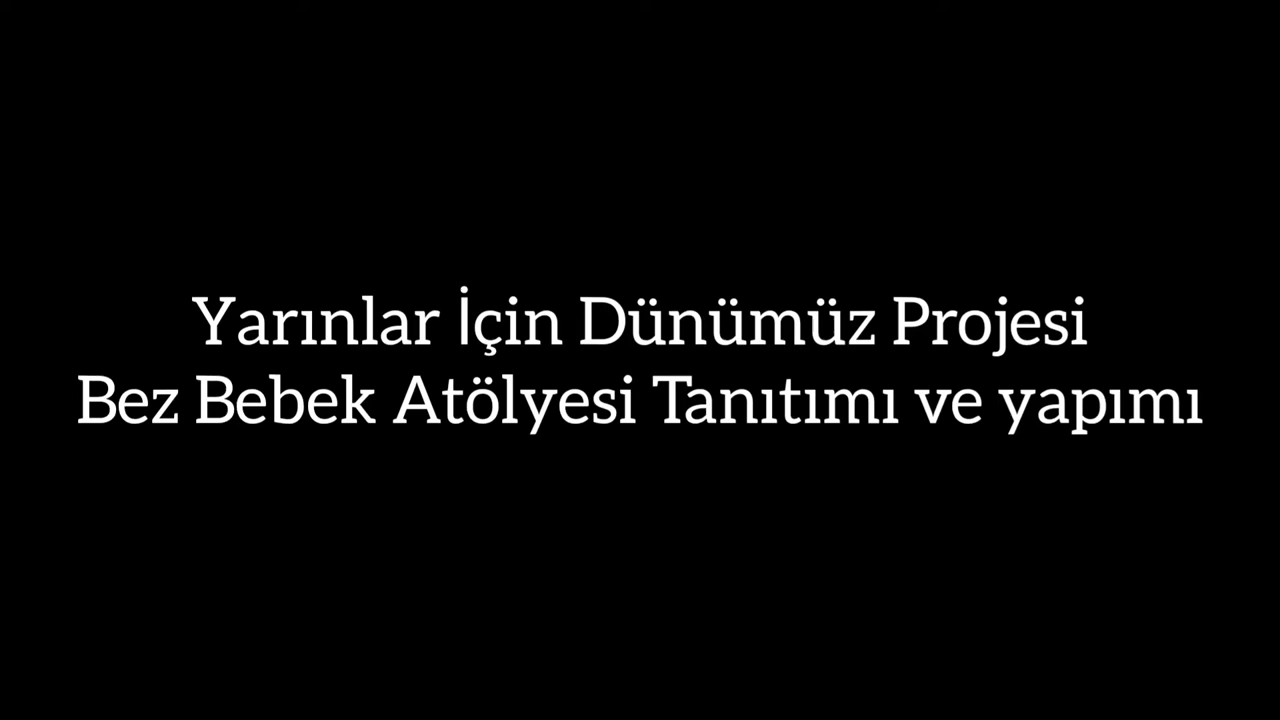 Yarınlar İçin Dünümüz Projesi
Bez Bebek Atölyesi Tanıtımı ve yapımı